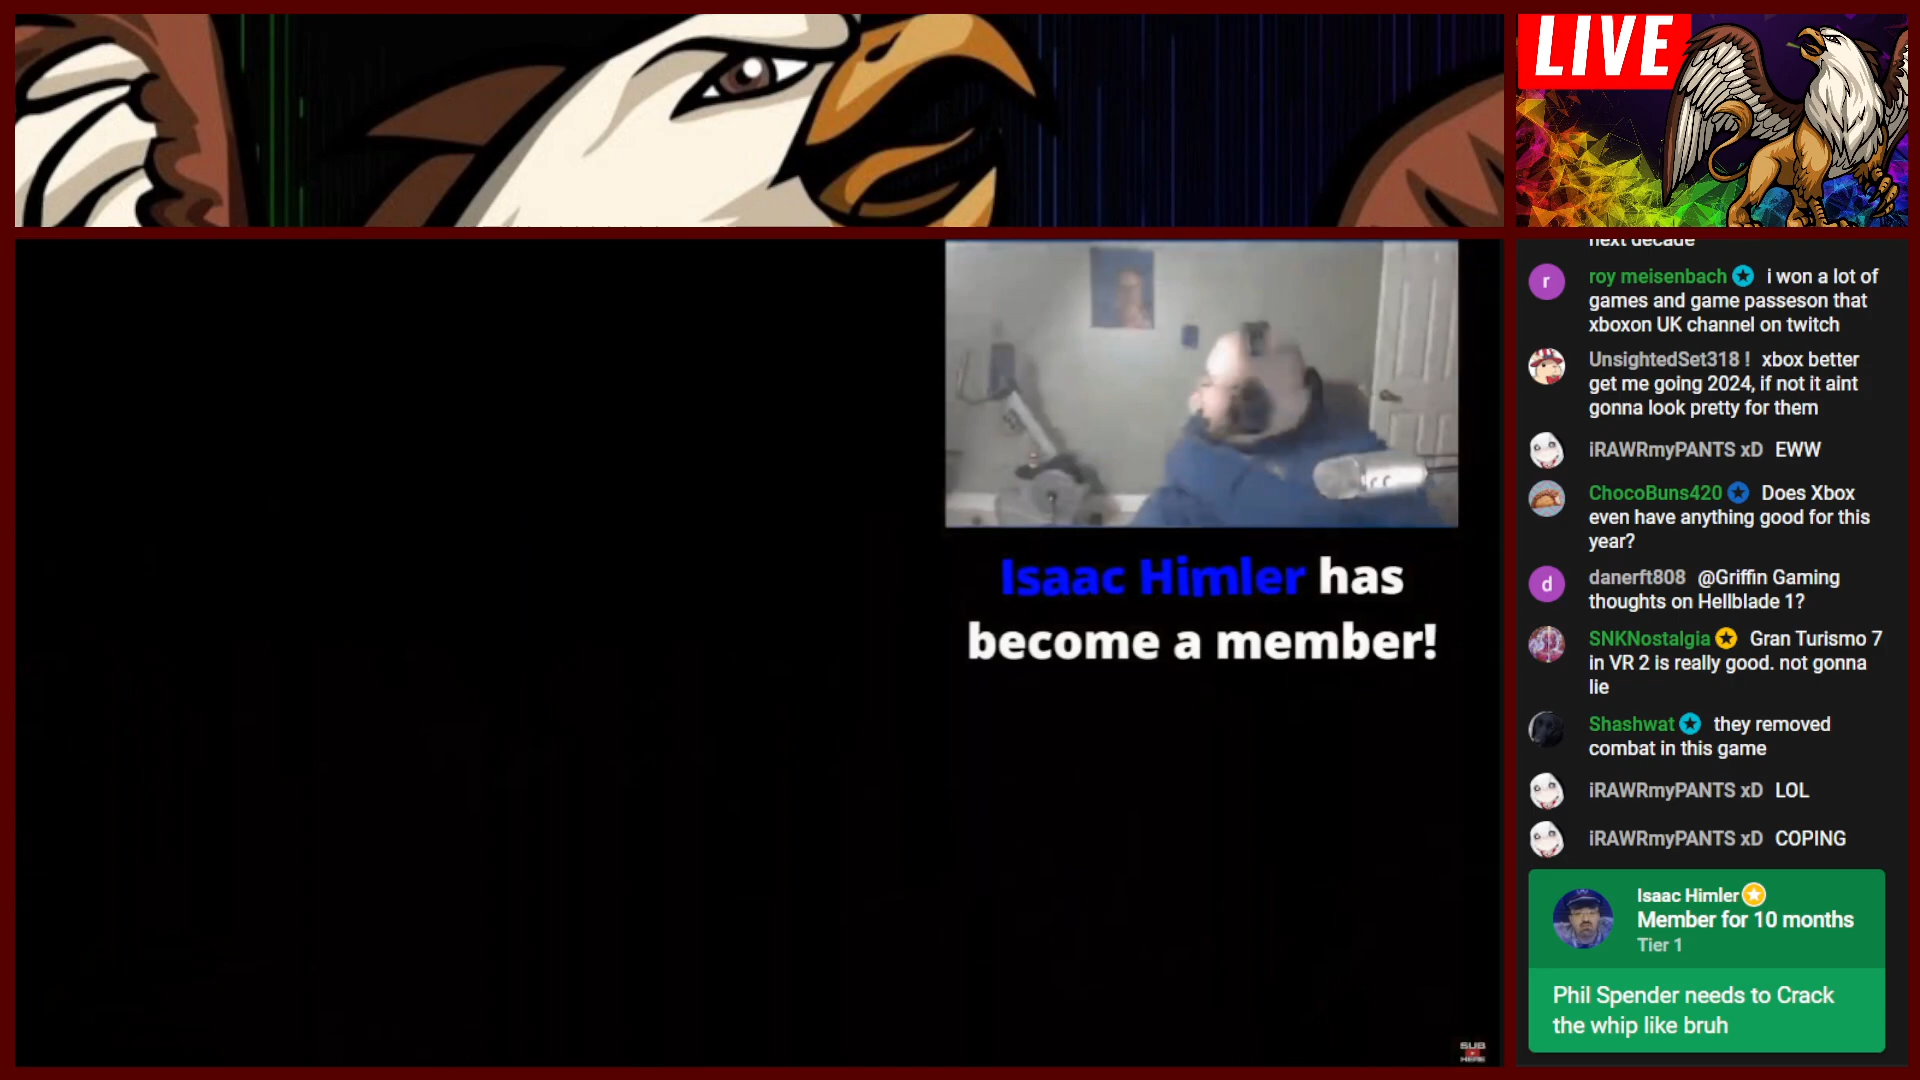 LIVE
next decade
r
roy meisenbach i won a lot of
games and game passeson that
xboxon UK channel on twitch
UnsightedSet318 ! xbox better
get me going 2024, if not it aint
gonna look pretty for them
iRAWRmyPANTS xD EWW
ChocoBuns420 Does Xbox
even have anything good for this
year?
d
danerft808 @Griffin Gaming
thoughts on Hellblade 1?
SNKNostalgia Gran Turismo 7
in VR 2 is really good. not gonna
lie
Shashwat they removed
combat in this game
iRAWRmyPANTS xD LOL
iRAWRmyPANTS xD COPING
Isaac Himler
Member for 10 months
Tier 1
Phil Spender needs to Crack
the whip like bruh
Isaac Himler has
become a member!
SUB
HERE